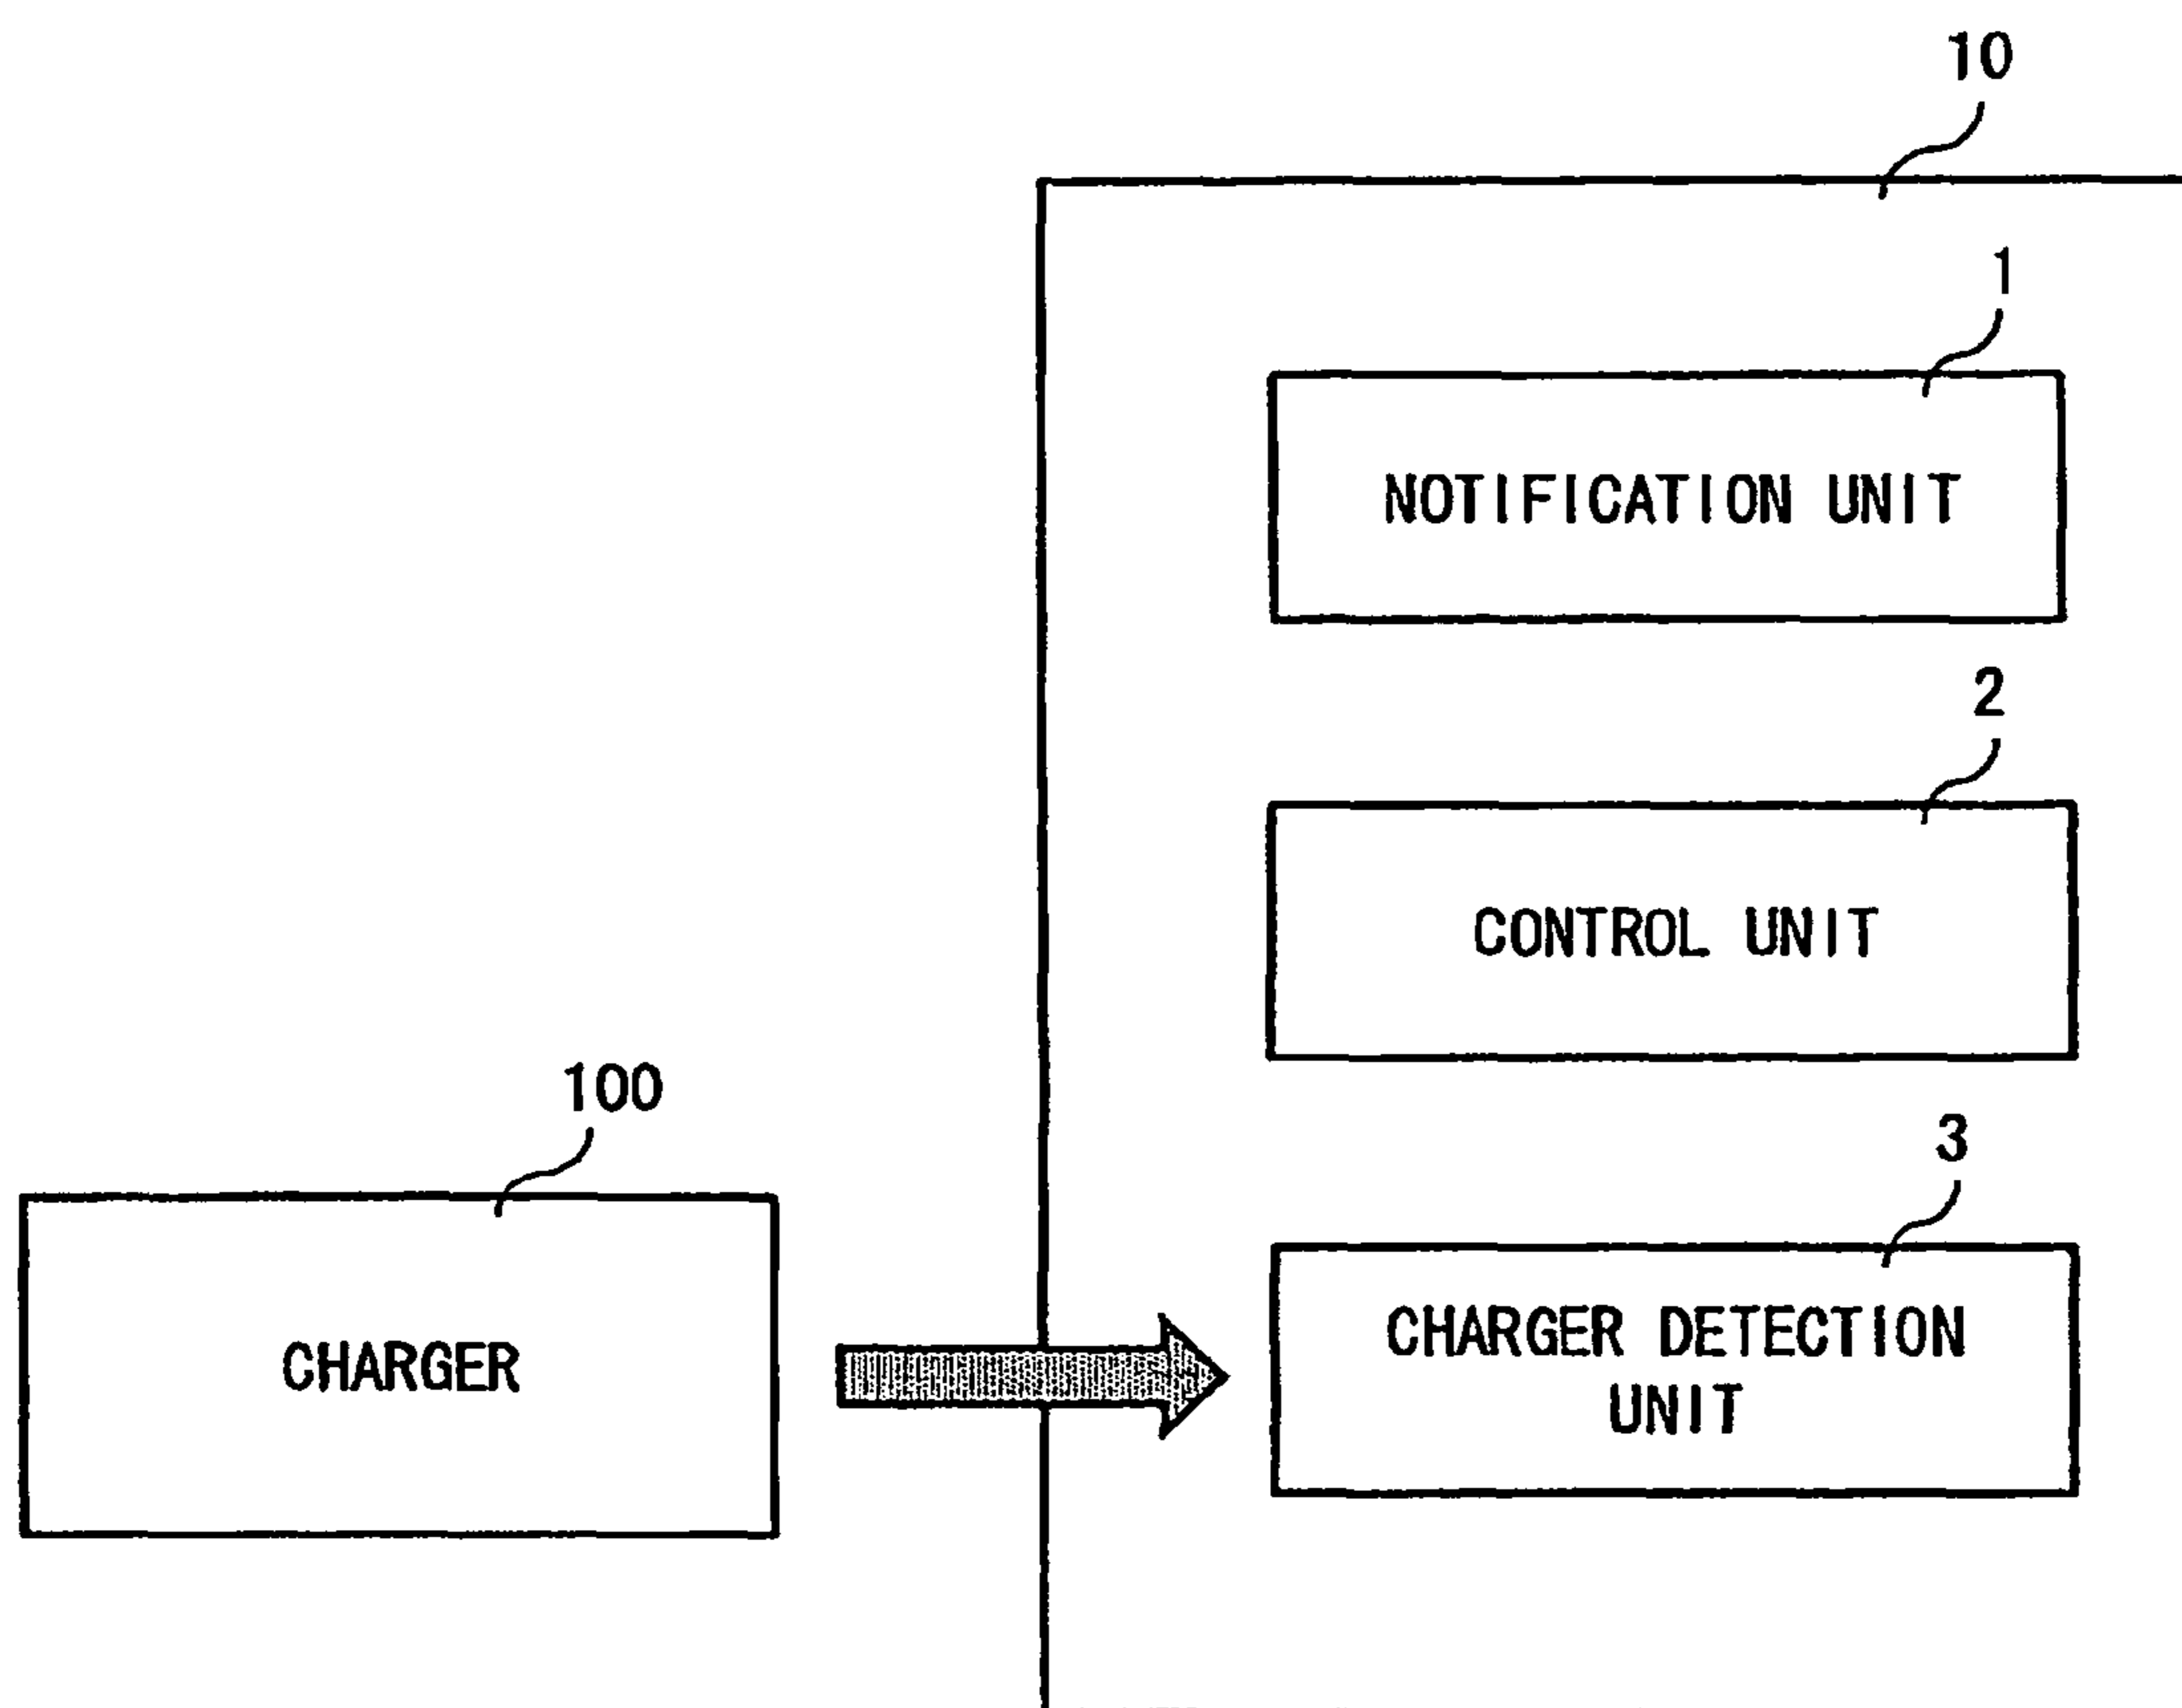 10
1
NOTIFICATION UNIT
2
CONTROL UNIT
100
CHARGER
3
CHARGER DETECTION
UNIT